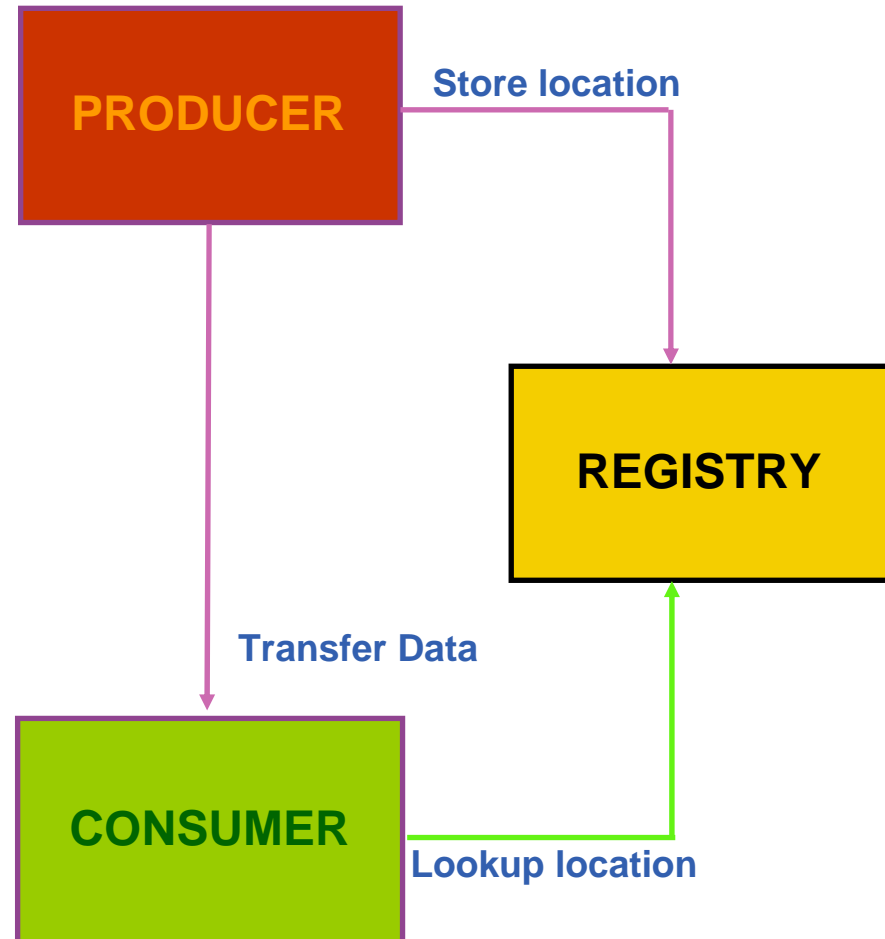 Store location
PRODUCER
REGISTRY
Transfer Data
CONSUMER
Lookup location